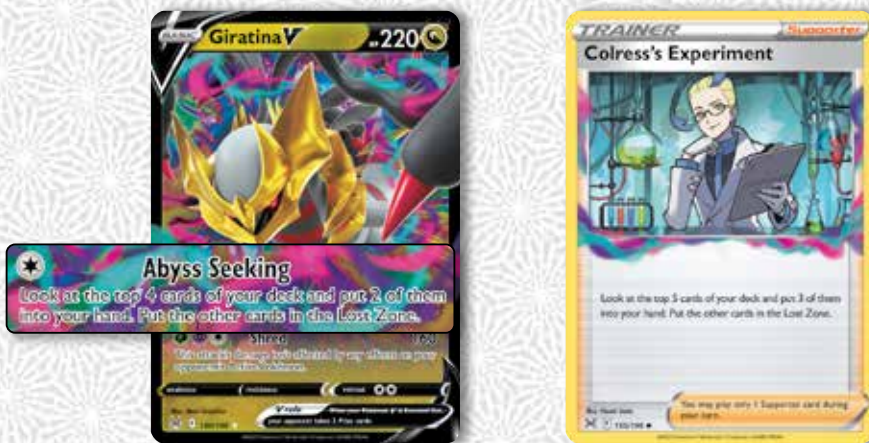 BASIC
Giratina V
HP 220
Abyss Seeking
Look at the top 4 cards of your deck and put 2 of them
into your hand. Put the other cards in the Lost Zone.
Shred
160
This attack's damage isn't affected by any effects on your
opponent's Active Pokémon.
weakness
resistance
retreat
V rule
your opponent takes 2 Prize cards.
TRAINER
Supporter
Colress's Experiment
Look at the top 5 cards of your deck and put 3 of them
into your hand. Put the other cards in the Lost Zone.
You may play only 1 Supporter card during
your turn.
155/196